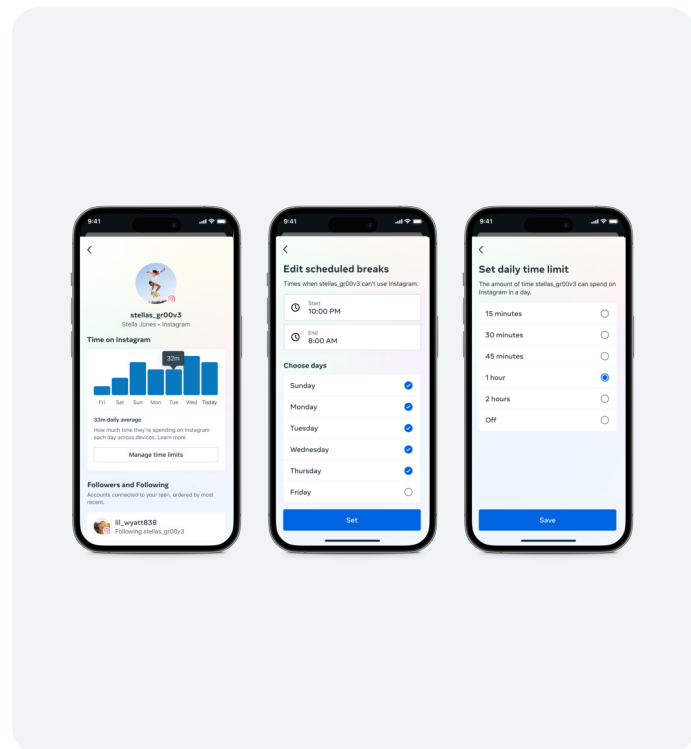 9:41
stellas_gr00v3
Stella Jones • Instagram
Time on Instagram
32m
Fri Sat Sun Mon Tue Wed Today
33m daily average
How much time they're spending on Instagram
each day across devices. Learn more
Manage time limits
Followers and Following
Accounts connected to your teen, ordered by most
recent.
lil_wyatt838
Following stellas_gr00v3
9:41
Edit scheduled breaks
Times when stellas_gr00v3 can't use Instagram.
Start
10:00 PM
End
8:00 AM
Choose days
Sunday
Monday
Tuesday
Wednesday
Thursday
Friday
Set
9:41
Set daily time limit
The amount of time stellas_gr00v3 can spend on
Instagram in a day.
15 minutes
30 minutes
45 minutes
1 hour
2 hours
Off
Save